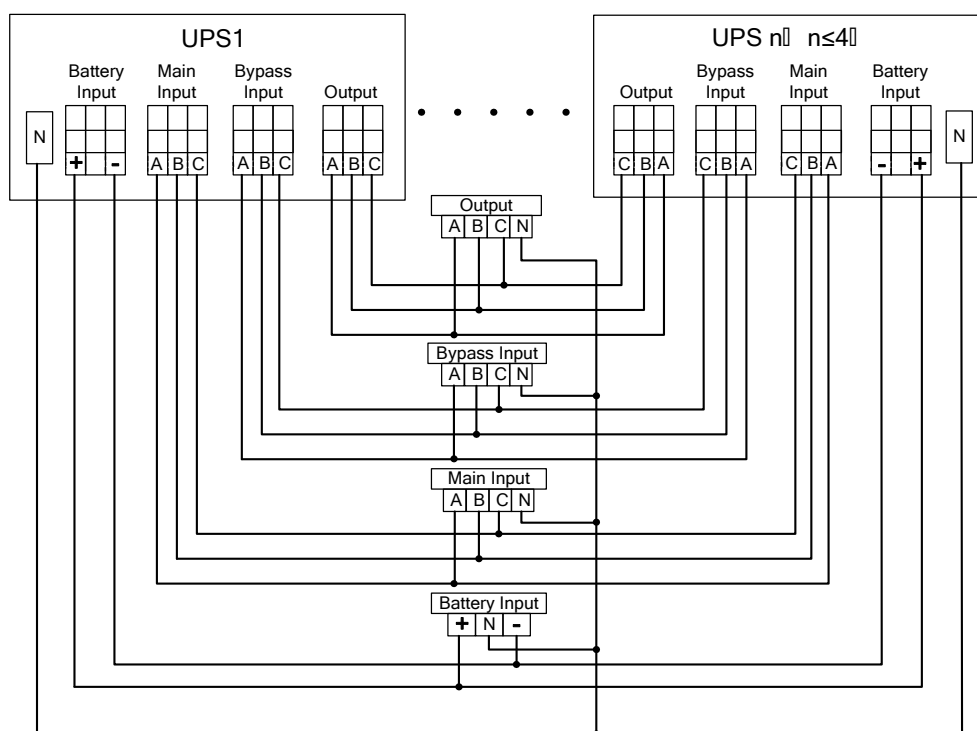 UPS1
UPS n▯ n≤4▯
Battery Input
Main Input
Bypass Input
Output
Output
Bypass Input
Main Input
Battery Input
N
+ -
A B C
A B C
A B C
C B A
C B A
C B A
- +
N
Output
A B C N
Bypass Input
A B C N
Main Input
A B C N
Battery Input
+ N -